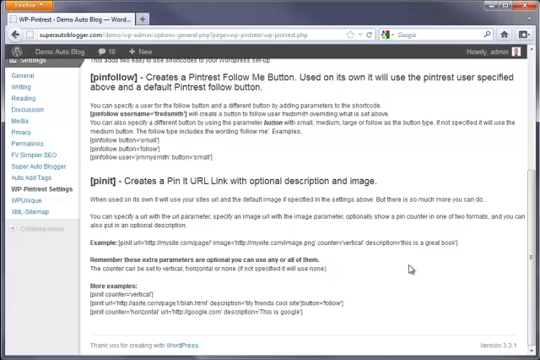 Firefox
WP-Pintrest - Demo Auto Blog — Word...
superautoblogger.com/demo/wp-admin/options-general.php?page=wp-pintrest/wp-pintrest.php
Google
Demo Auto Blog 10 + New Howdy, admin
Settings
General
Writing
Reading
Discussion
Media
Privacy
Permalinks
FV Simpler SEO
Super Auto Blogger
Auto Add Tags
WP-Pintrest Settings
WPUnique
XML-Sitemap
Collapse menu
This adds two easy to use shortcodes to your Wordpress set-up.
[pinfollow] - Creates a Pintrest Follow Me Button. Used on its own it will use the pintrest user specified
above and a default Pintrest follow button.
You can specify a user for the follow button and a different button by adding parameters to the shortcode.
[pinfollow username='fredsmith'] will create a button to follow user fredsmith overriding what is set above.
You can also specify a different button by using the parameter button with small, medium, large or follow as the button type. If not specified it will use the
medium button. The follow type includes the wording follow me'. Examples;
[pinfollow button='small']
[pinfollow button='follow']
[pinfollow user='jimmysmith' button='small']
[pinit] - Creates a Pin It URL Link with optional description and image.
When used on its own it will use your sites url and the default image if specified in the settings above. But there is so much more you can do..
You can specify a url with the url parameter, specify an image url with the image parameter, optionally show a pin counter in one of two formats, and you can
also put in an optional description.
Example: [pinit url='http://mysite.com/page/' image='http://mysite.com/image.png' counter='vertical' description='this is a great book']
Remember these extra parameters are optional you can use any or all of them.
The counter can be set to vertical, horizontal or none (if not specified it will use none).
More examples:
[pinit counter='vertical']
[pinit url='http://asite.com/page1/blah.html' description='My friends cool site'][button='follow']
[pinit counter='horizontal' url='http://google.com' description='This is google']
Thank you for creating with WordPress. Version 3.3.1